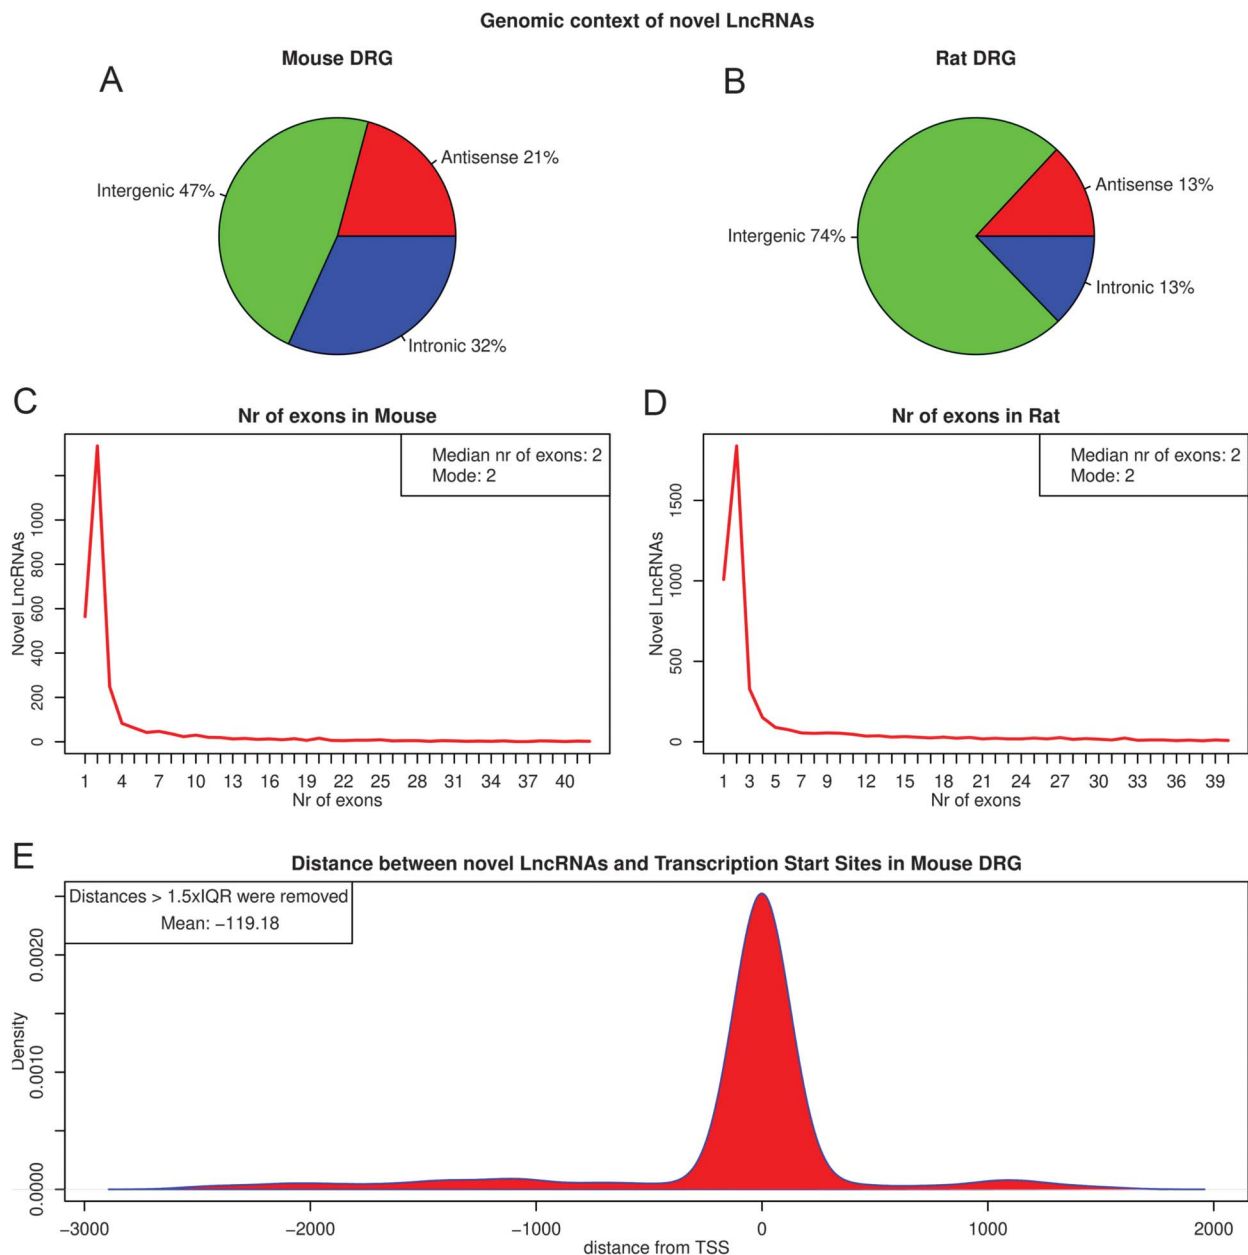 Genomic context of novel LncRNAs
Mouse DRG
Rat DRG
A
B
Antisense 21%
Intergenic 47%
Intronic 32%
Antisense 13%
Intergenic 74%
Intronic 13%
C
Nr of exons in Mouse
Median nr of exons: 2
Mode: 2
Novel LncRNAs
0 200 400 600 800 1000
1 4 7 10 13 16 19 22 25 28 31 34 37 40
Nr of exons
D
Nr of exons in Rat
Median nr of exons: 2
Mode: 2
Novel LncRNAs
0 500 1000 1500
1 3 5 7 9 12 15 18 21 24 27 30 33 36 39
Nr of exons
E
Distance between novel LncRNAs and Transcription Start Sites in Mouse DRG
Distances > 1.5xIQR were removed
Mean: −119.18
Density
0.0000 0.0010 0.0020
−3000 −2000 −1000 0 1000 2000
distance from TSS